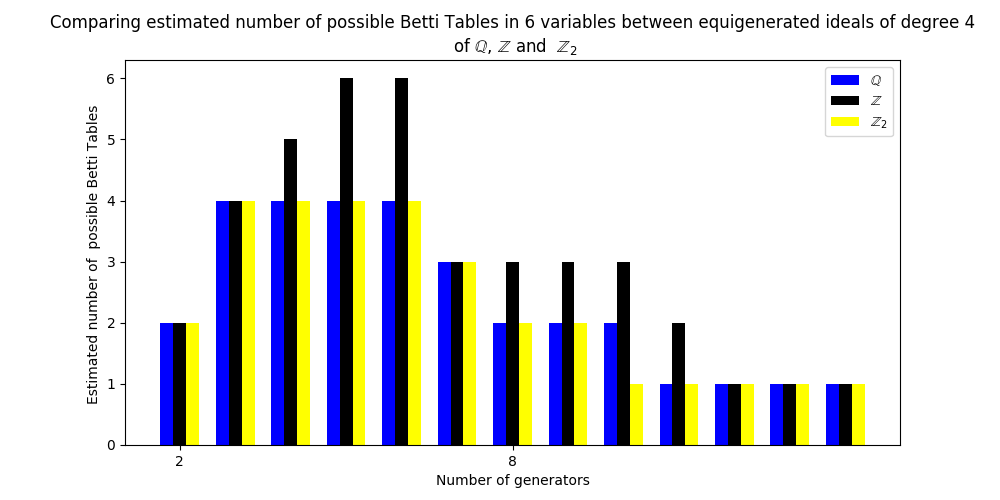 Comparing estimated number of possible Betti Tables in 6 variables between equigenerated ideals of degree 4
of ℚ, ℤ and ℤ₂
6
5
4
3
2
1
0
Estimated number of possible Betti Tables
ℚ
ℤ
ℤ₂
2 8
Number of generators